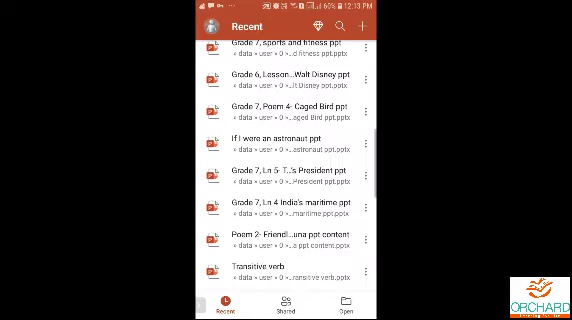 60% 12:13 PM
Recent
Grade 7, sports and fitness ppt
» data » user » 0 »...d fitness ppt.pptx
Grade 6, Lesson...Walt Disney ppt
» data » user » 0 »...lt Disney ppt.pptx
Grade 7, Poem 4- Caged Bird ppt
» data » user » 0 »...aged Bird ppt.pptx
If I were an astronaut ppt
» data » user » 0 »...astronaut ppt.pptx
Grade 7, Ln 5- T...'s President ppt
» data » user » 0 »...President ppt.pptx
Grade 7, Ln 4 India's maritime ppt
» data » user » 0 »...maritime ppt.pptx
Poem 2- Friendl...una ppt content
» data » user » 0 »...a ppt content.pptx
Transitive verb
» data » user » 0 »...ransitive verb.pptx
Recent
Shared
Open
ORCHARD